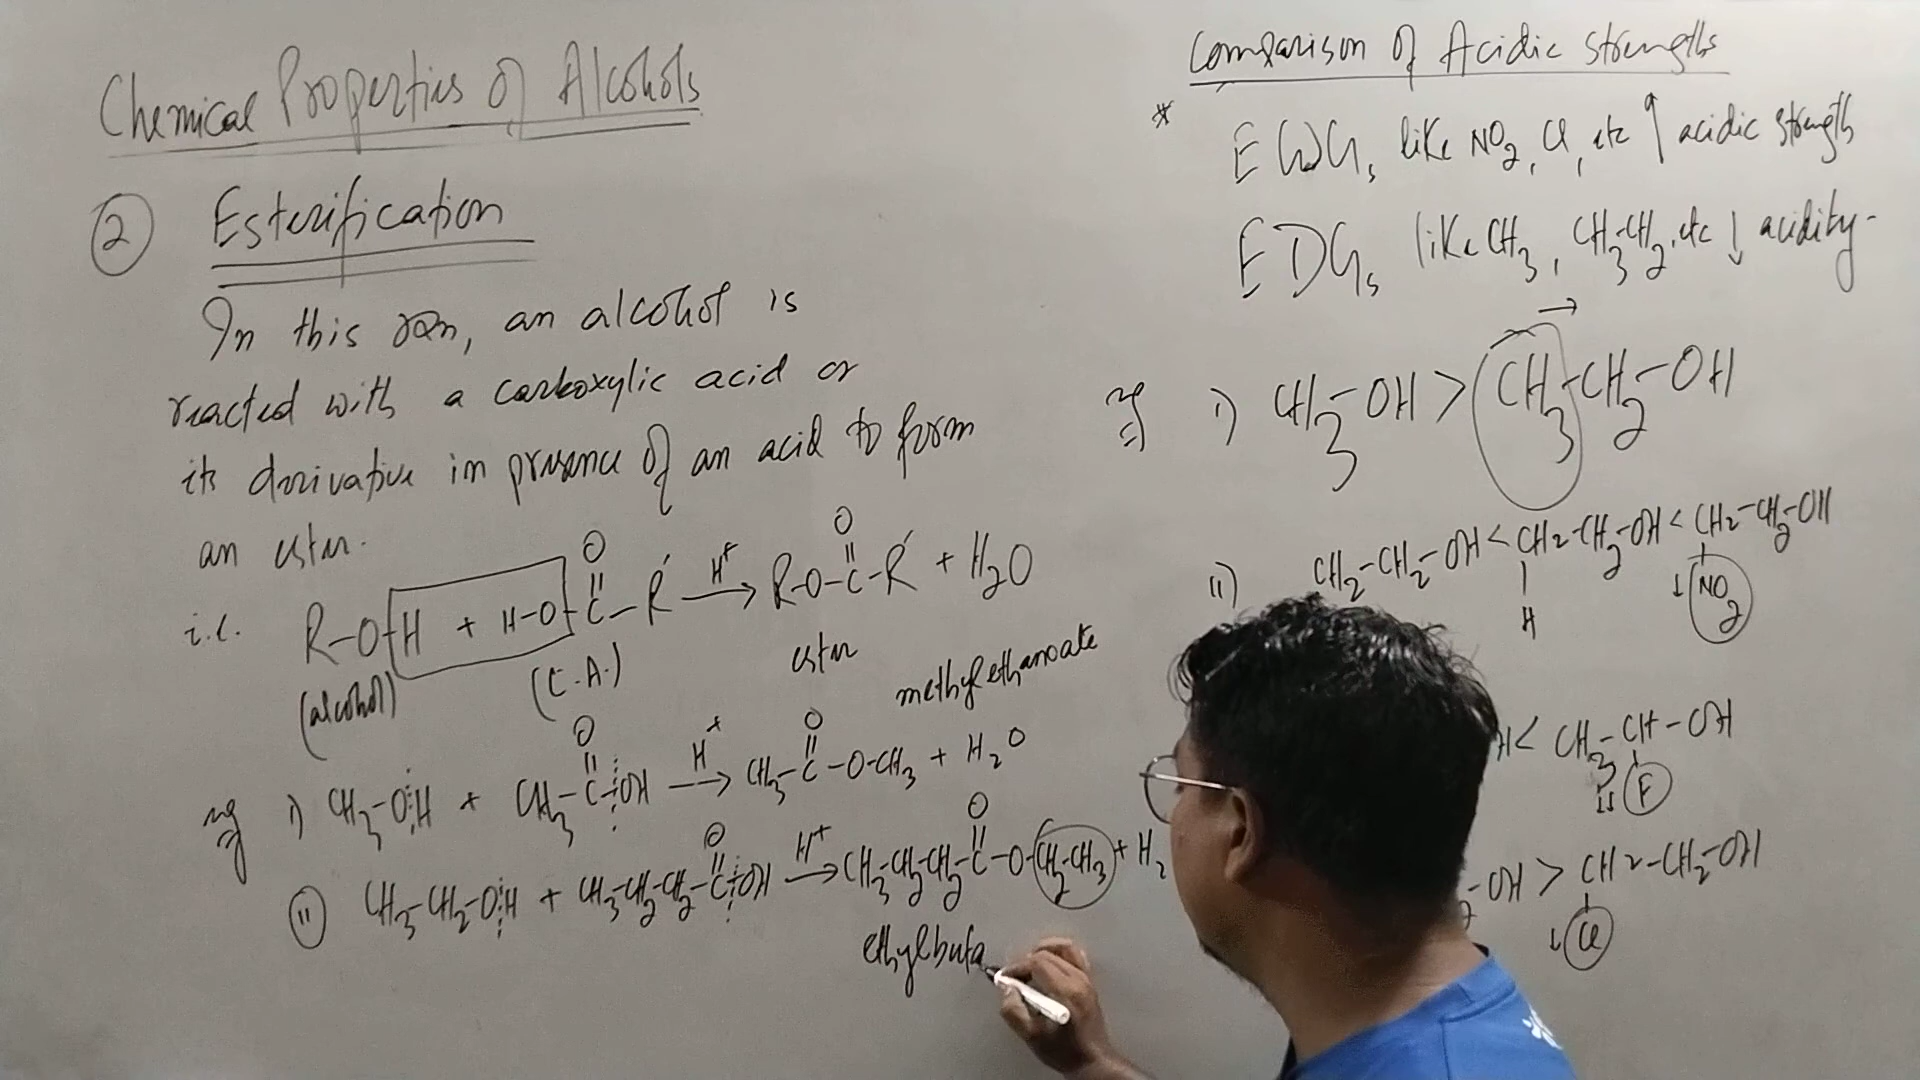 Chemical Properties of Alcohols
② Esterification
In this rxn, an alcohol is
reacted with a carboxylic acid or
its derivative in presence of an acid to form
an ester.
i.e. R-O-H + H-O-C(=O)-R' —H⁺→ R-O-C(=O)-R' + H₂O
(alcohol) (C.A.) ester
methylethanoate
eg i) CH₃-OH + CH₃-C(=O)-OH —H⁺→ CH₃-C(=O)-O-CH₃ + H₂O
ii) CH₃-CH₂-OH + CH₃-CH₂-CH₂-C(=O)-OH —H⁺→ CH₃-CH₂-CH₂-C(=O)-O-CH₂-CH₃ + H₂
ethylbuta
Comparison of Acidic strengths
* EWGs like NO₂, Cl, etc ↑ acidic strength
EDGs like CH₃, CH₃-CH₂, etc ↓ acidity-
eg i) CH₃-OH > CH₃-CH₂-OH
ii) CH₂-CH₂-OH < CH₂-CH₂-OH < CH₂-CH₂-OH
H NO₂
H < CH₃-CH-OH
F
-OH > CH₂-CH₂-OH
Cl